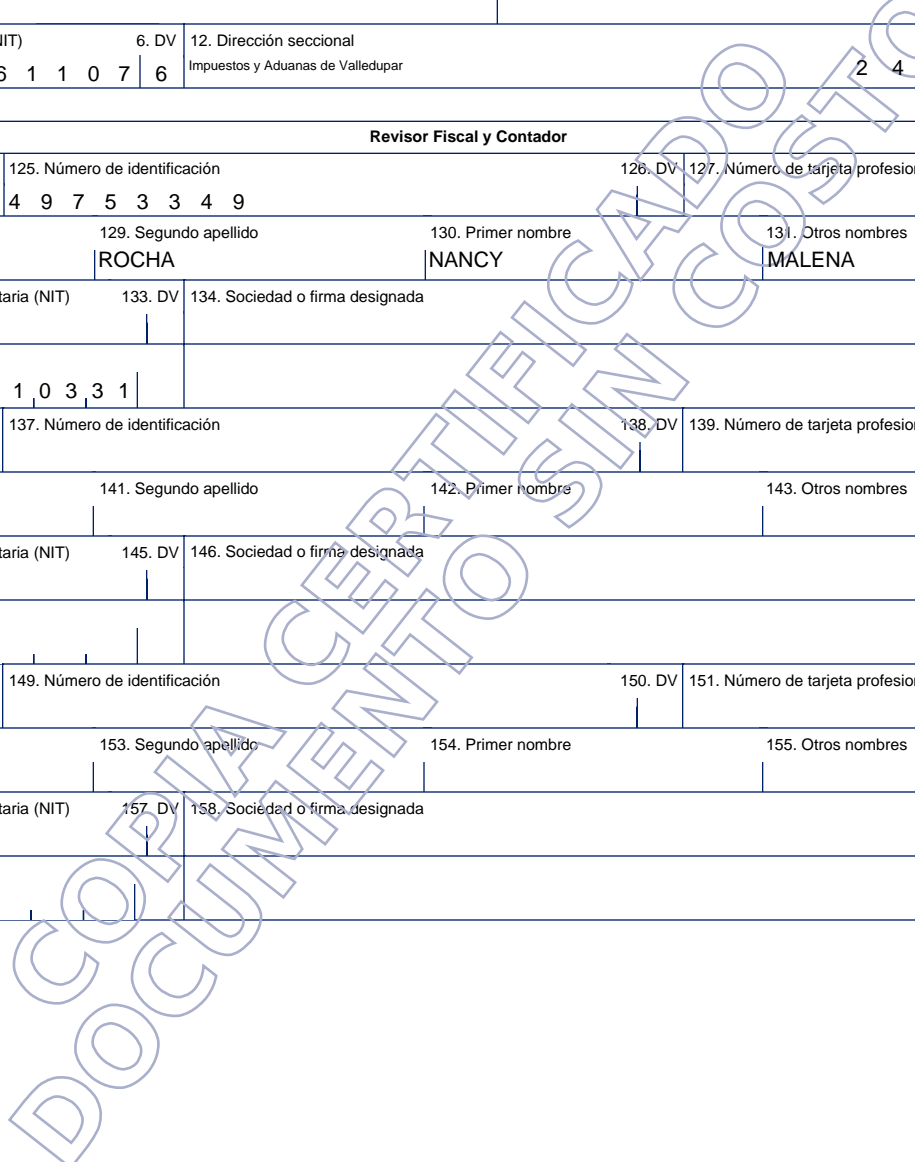 NIT) 6. DV 12. Dirección seccional
6 1 1 0 7 6 Impuestos y Aduanas de Valledupar 2 4
Revisor Fiscal y Contador
125. Número de identificación 126. DV 127. Número de tarjeta profesion
4 9 7 5 3 3 4 9
129. Segundo apellido 130. Primer nombre 131. Otros nombres
ROCHA NANCY MALENA
taria (NIT) 133. DV 134. Sociedad o firma designada
1 0 3 3 1
137. Número de identificación 138. DV 139. Número de tarjeta profesion
141. Segundo apellido 142. Primer nombre 143. Otros nombres
taria (NIT) 145. DV 146. Sociedad o firma designada
149. Número de identificación 150. DV 151. Número de tarjeta profesion
153. Segundo apellido 154. Primer nombre 155. Otros nombres
taria (NIT) 157. DV 158. Sociedad o firma designada
COPIA CERTIFICADO
DOCUMENTO SIN COSTO